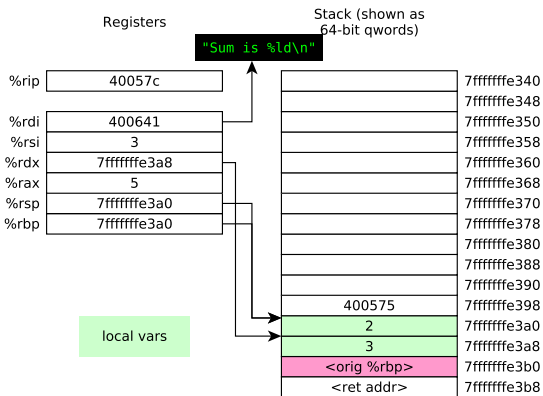 Registers
Stack (shown as
64-bit qwords)
"Sum is %ld\n"
%rip 40057c
%rdi 400641
%rsi 3
%rdx 7fffffffe3a8
%rax 5
%rsp 7fffffffe3a0
%rbp 7fffffffe3a0
7fffffffe340
7fffffffe348
7fffffffe350
7fffffffe358
7fffffffe360
7fffffffe368
7fffffffe370
7fffffffe378
7fffffffe380
7fffffffe388
7fffffffe390
400575 7fffffffe398
2 7fffffffe3a0
3 7fffffffe3a8
<orig %rbp> 7fffffffe3b0
<ret addr> 7fffffffe3b8
local vars